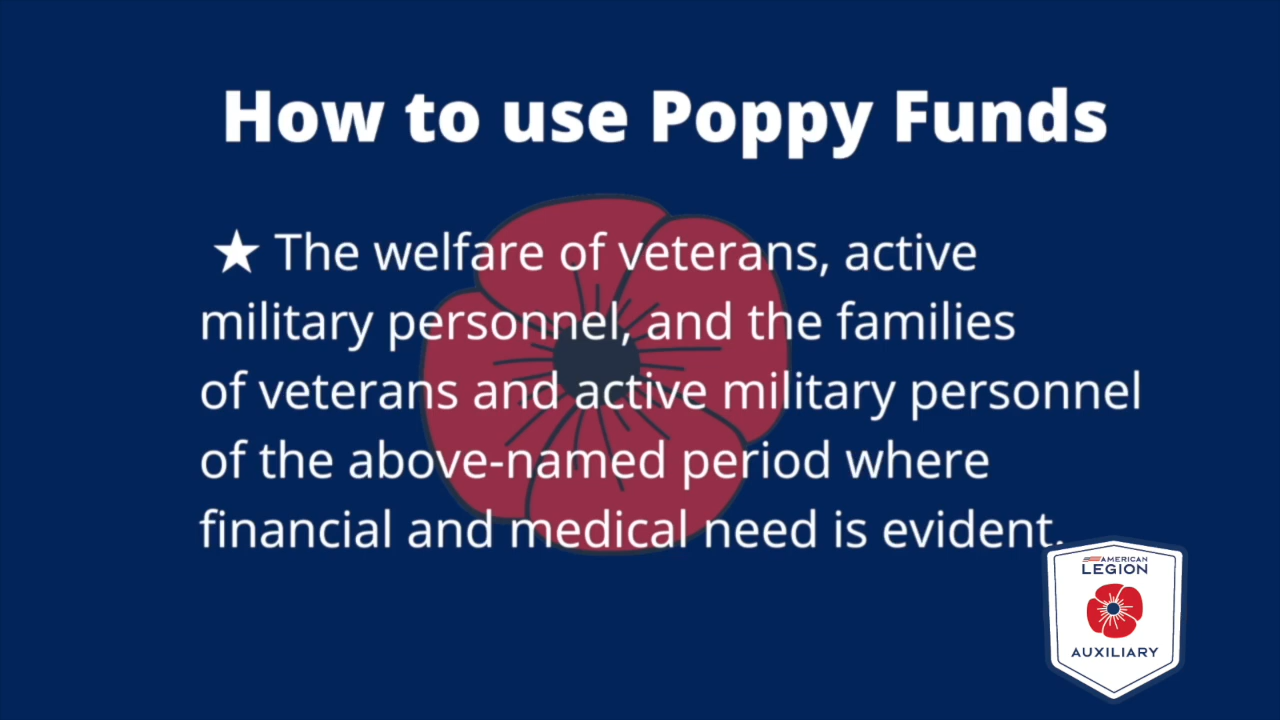 How to use Poppy Funds
★ The welfare of veterans, active
military personnel, and the families
of veterans and active military personnel
of the above-named period where
financial and medical need is evident.
AMERICAN
LEGION
AUXILIARY